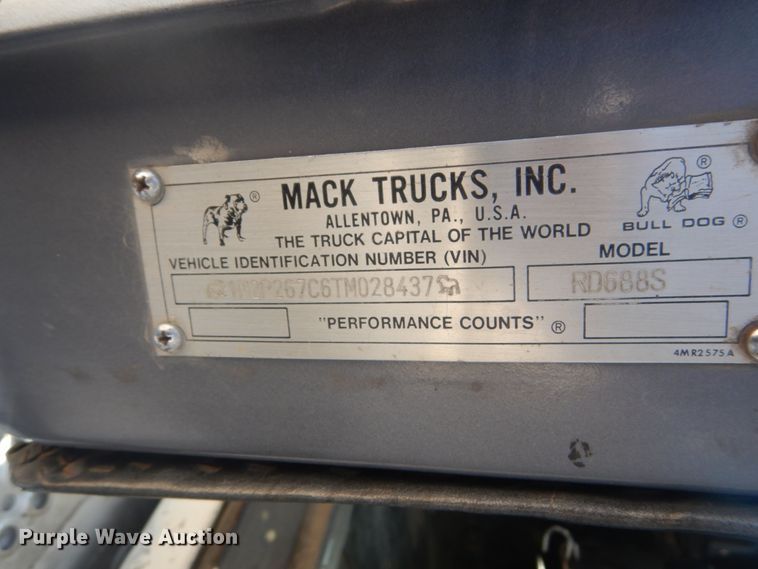 MACK TRUCKS, INC.
ALLENTOWN, PA., U.S.A.
THE TRUCK CAPITAL OF THE WORLD
BULL DOG ®
VEHICLE IDENTIFICATION NUMBER (VIN)
MODEL
1M2P267C6TM028437
RD688S
"PERFORMANCE COUNTS" ®
4MR2575A
Purple Wave Auction